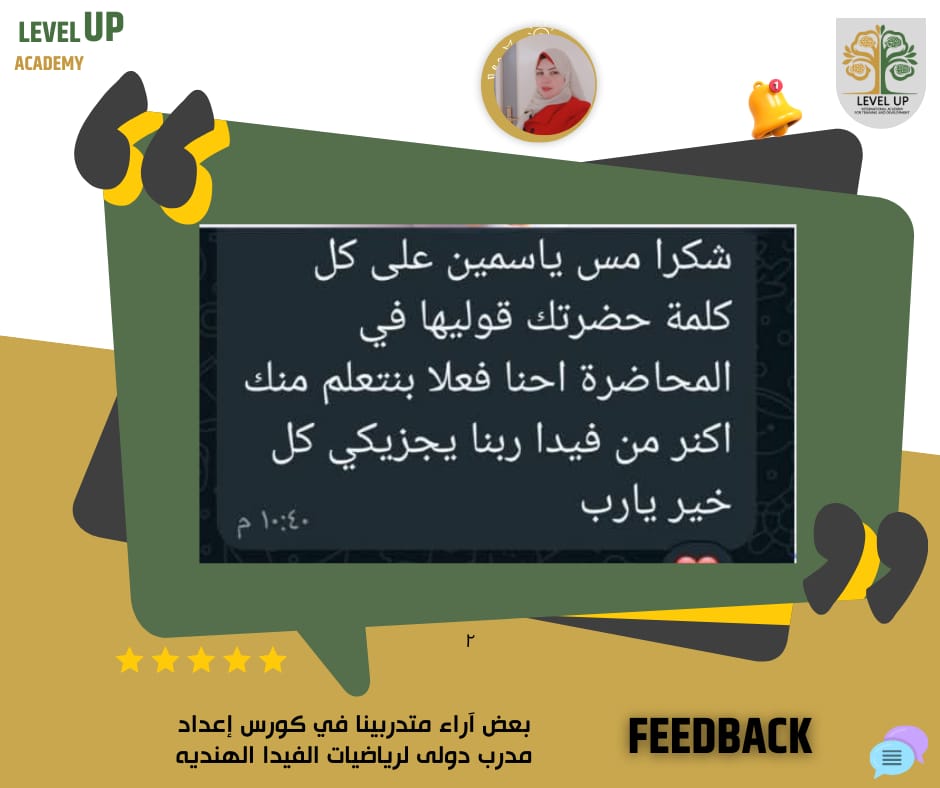 LEVEL UP
ACADEMY
1
LEVEL UP
INTERNATIONAL ACADEMY
FOR TRAINING AND DEVELOPMENT
شكرا مس ياسمين على كل
كلمة حضرتك قوليها في
المحاضرة احنا فعلا بنتعلم منك
اكنر من فيدا ربنا يجزيكي كل
خير يارب
١٠:٤٠ م
٢
بعض آراء متدربينا في كورس إعداد
مدرب دولى لرياضيات الفيدا الهنديه
FEEDBACK